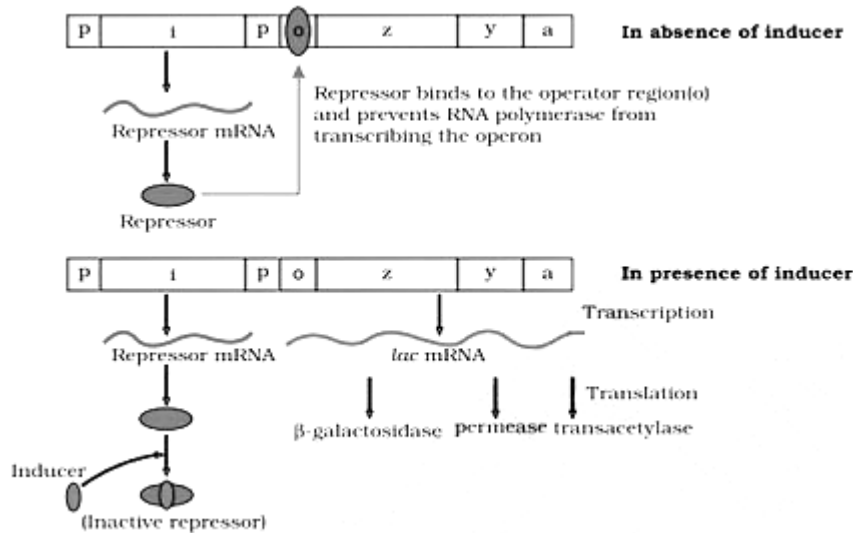 p i p o z y a In absence of inducer
Repressor binds to the operator region(o)
and prevents RNA polymerase from
transcribing the operon
Repressor mRNA
Repressor
p i p o z y a In presence of inducer
Transcription
Repressor mRNA lac mRNA
Translation
β-galactosidase permease transacetylase
Inducer
(Inactive repressor)